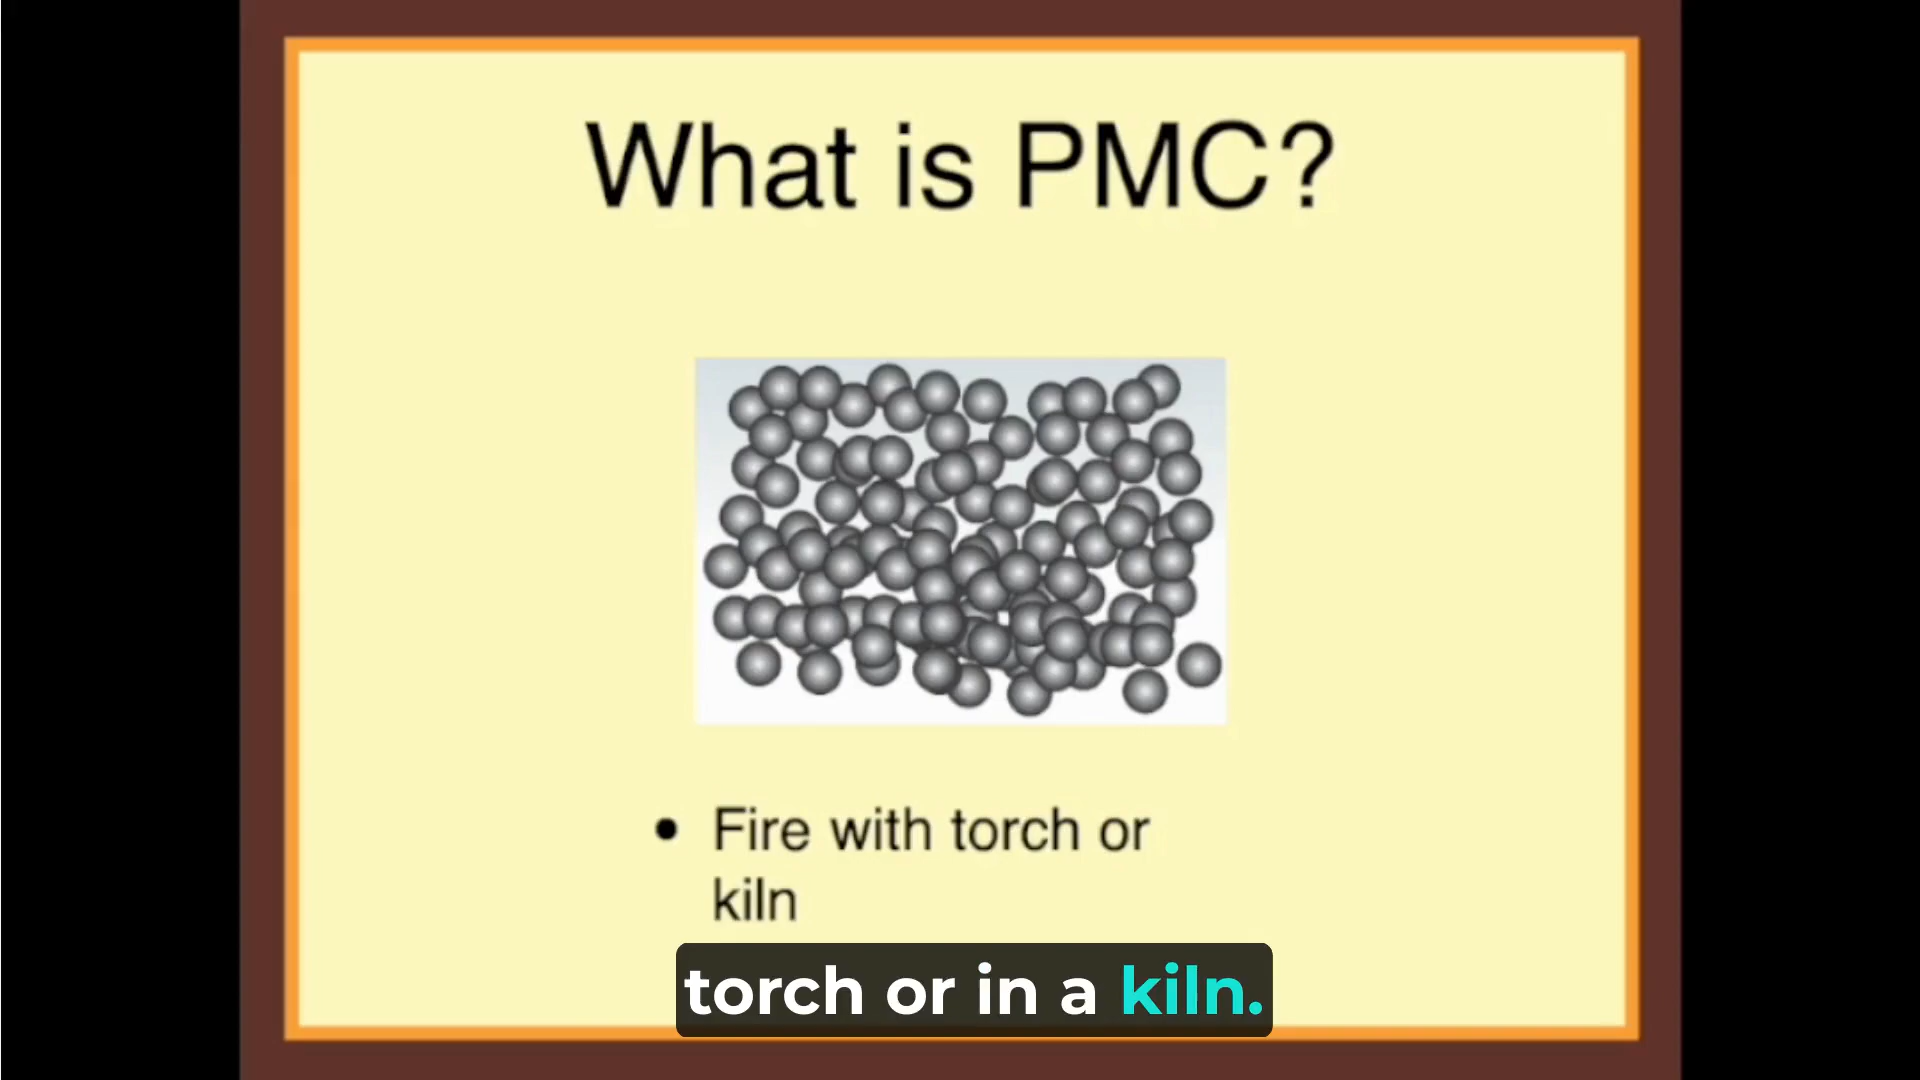 What is PMC?
• Fire with torch or
kiln
torch or in a kiln.